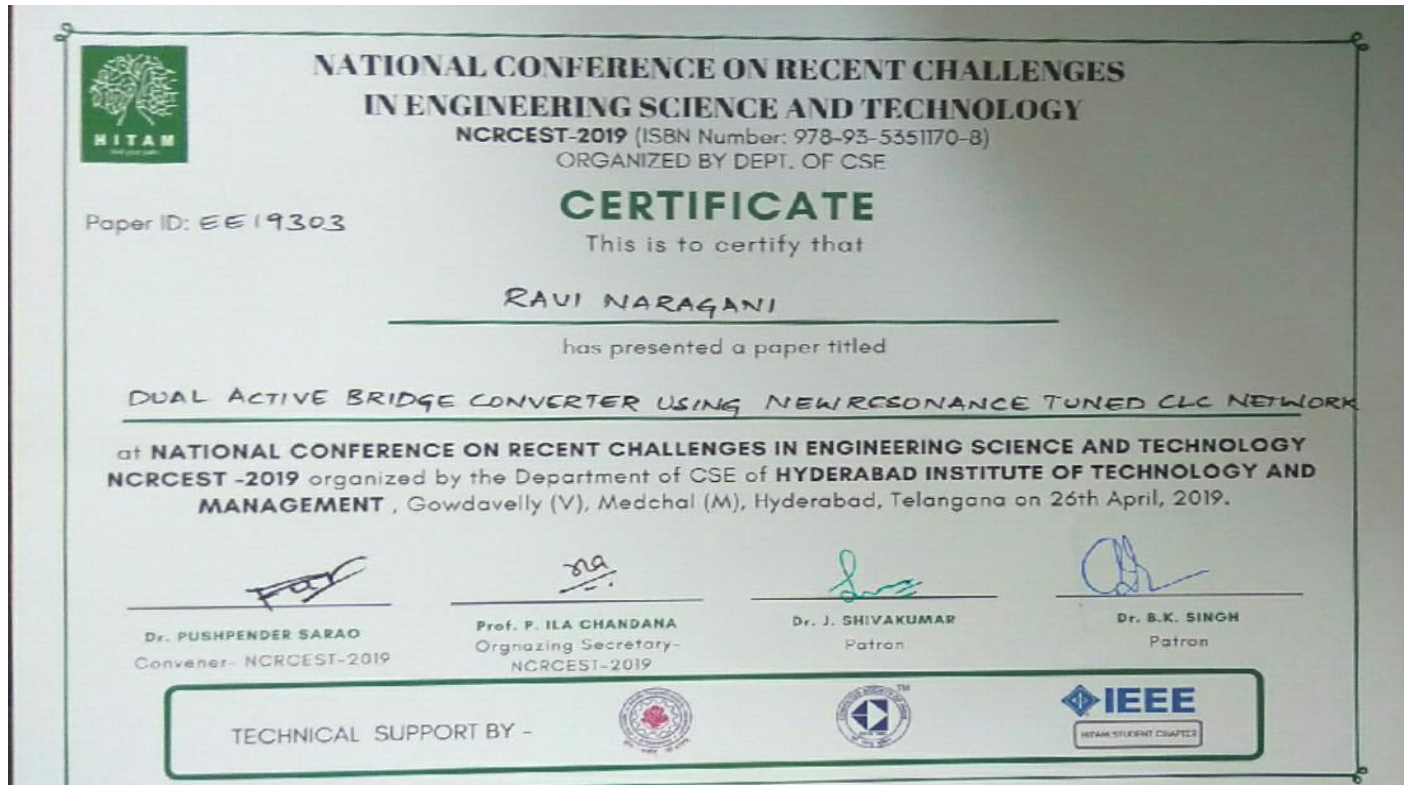 HITAM
NATIONAL CONFERENCE ON RECENT CHALLENGES
IN ENGINEERING SCIENCE AND TECHNOLOGY
NCRCEST-2019 (ISBN Number: 978-93-5351170-8)
ORGANIZED BY DEPT. OF CSE
CERTIFICATE
Paper ID: EE19303
This is to certify that
RAVI NARAGANI
has presented a paper titled
DUAL ACTIVE BRIDGE CONVERTER USING NEW RESONANCE TUNED CLC NETWORK
at NATIONAL CONFERENCE ON RECENT CHALLENGES IN ENGINEERING SCIENCE AND TECHNOLOGY
NCRCEST -2019 organized by the Department of CSE of HYDERABAD INSTITUTE OF TECHNOLOGY AND
MANAGEMENT , Gowdavelly (V), Medchal (M), Hyderabad, Telangana on 26th April, 2019.
Dr. PUSHPENDER SARAO
Convener- NCRCEST-2019
Prof. P. ILA CHANDANA
Orgnazing Secretary-
NCRCEST-2019
Dr. J. SHIVAKUMAR
Patron
Dr. B.K. SINGH
Patron
TECHNICAL SUPPORT BY -
TM
IEEE
HITAM STUDENT CHAPTER